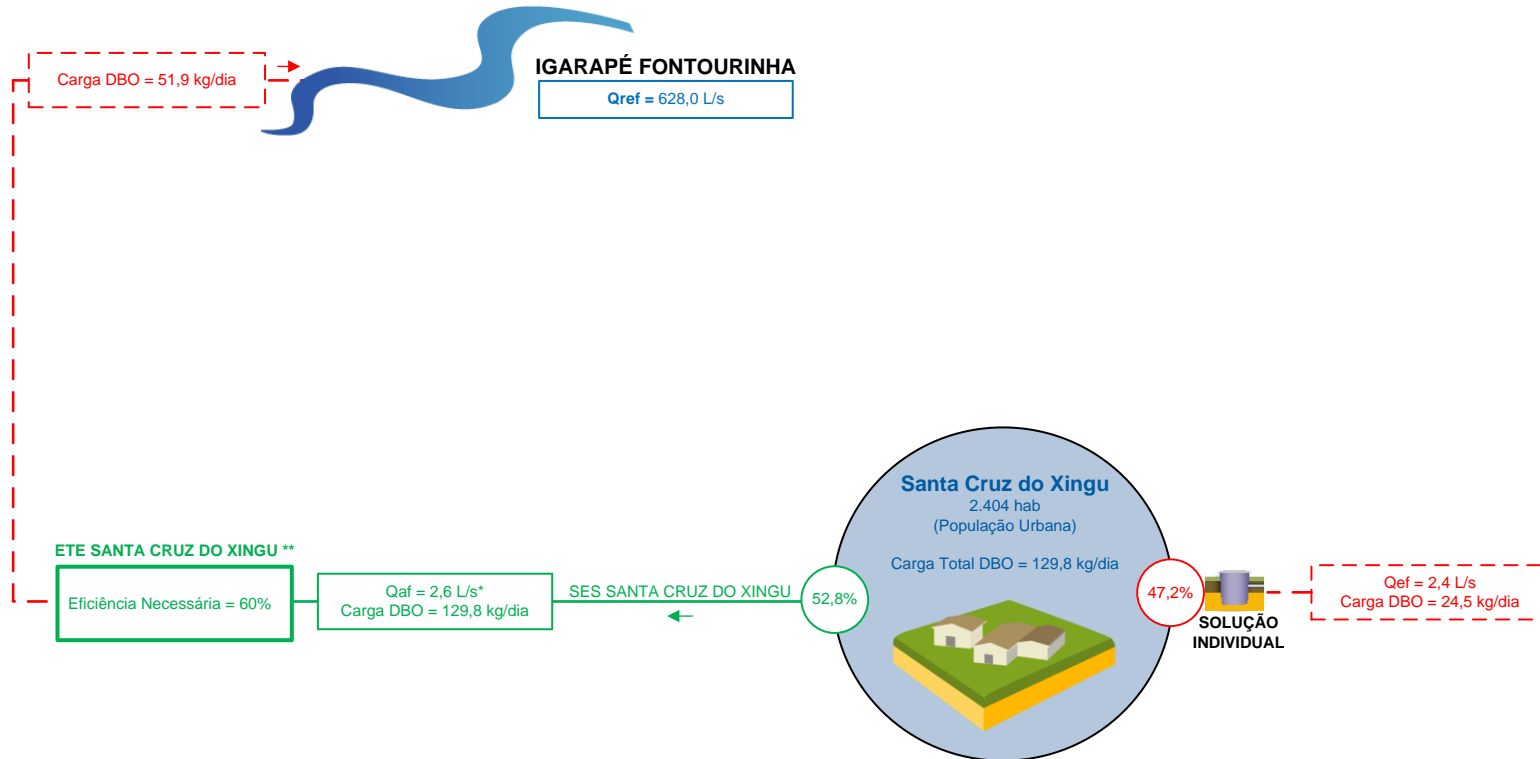 IGARAPÉ FONTOURINHA
Carga DBO = 51,9 kg/dia
Qref = 628,0 L/s
Santa Cruz do Xingu
2.404 hab
(População Urbana)
Carga Total DBO = 129,8 kg/dia
ETE SANTA CRUZ DO XINGU **
Eficiência Necessária = 60%
Qaf = 2,6 L/s*
Carga DBO = 129,8 kg/dia
SES SANTA CRUZ DO XINGU
52,8%
47,2%
SOLUÇÃO
INDIVIDUAL
Qef = 2,4 L/s
Carga DBO = 24,5 kg/dia